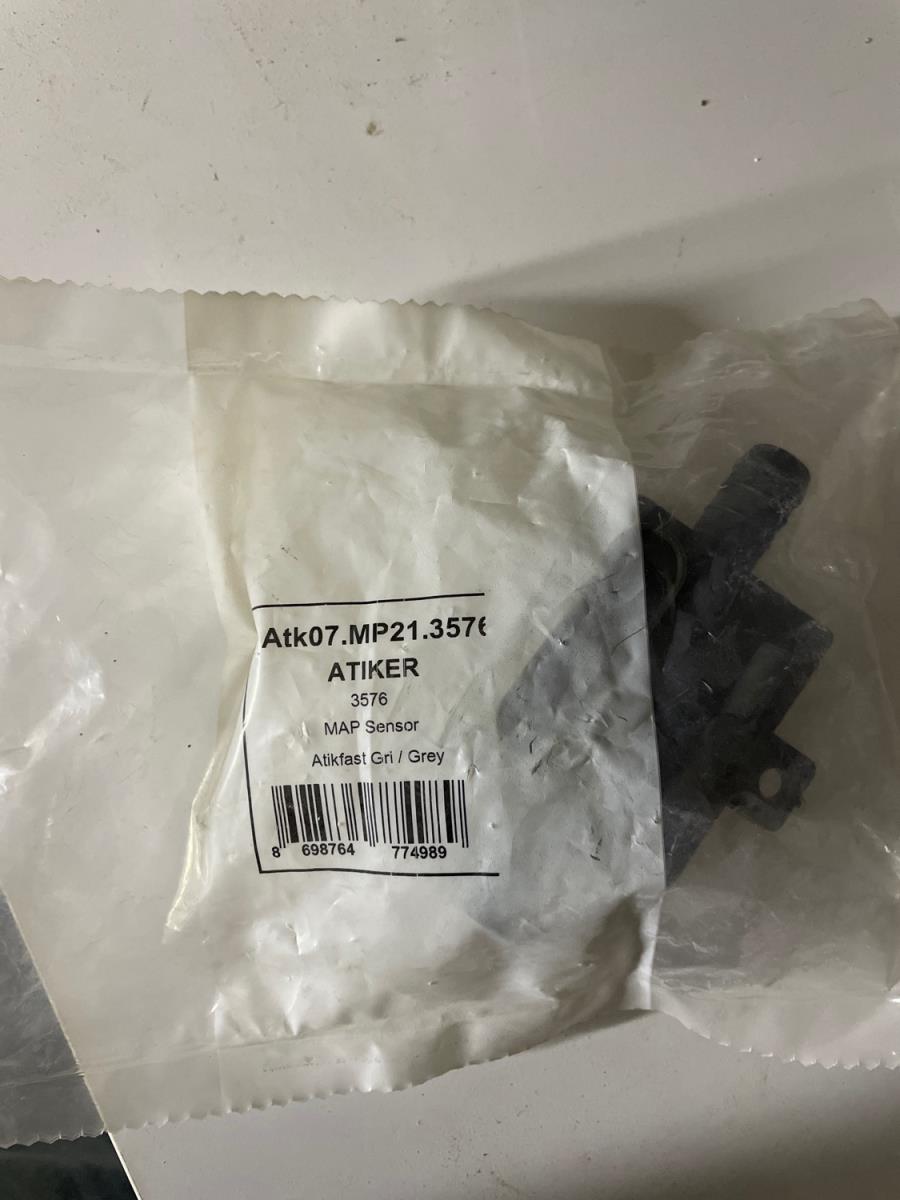 Atk07.MP21.3576
ATIKER
3576
MAP Sensor
Atikfast Gri / Grey
8 698764 774989